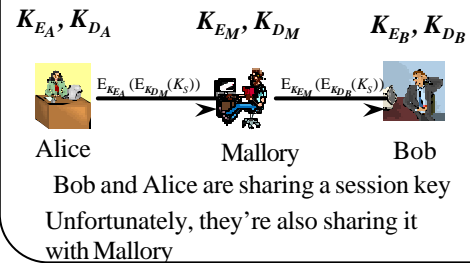 K_{E_A}, K_{D_A} K_{E_M}, K_{D_M} K_{E_B}, K_{D_B}
E_{K_{E_A}}(E_{K_{D_M}}(K_S)) E_{K_{E_M}}(E_{K_{D_B}}(K_S))
Alice Mallory Bob
Bob and Alice are sharing a session key
Unfortunately, they’re also sharing it
with Mallory